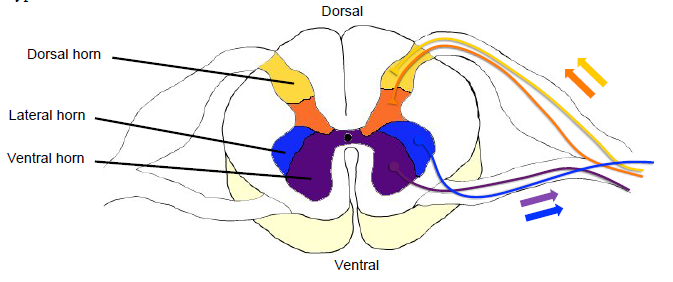 Dorsal
Dorsal horn
Lateral horn
Ventral horn
Ventral